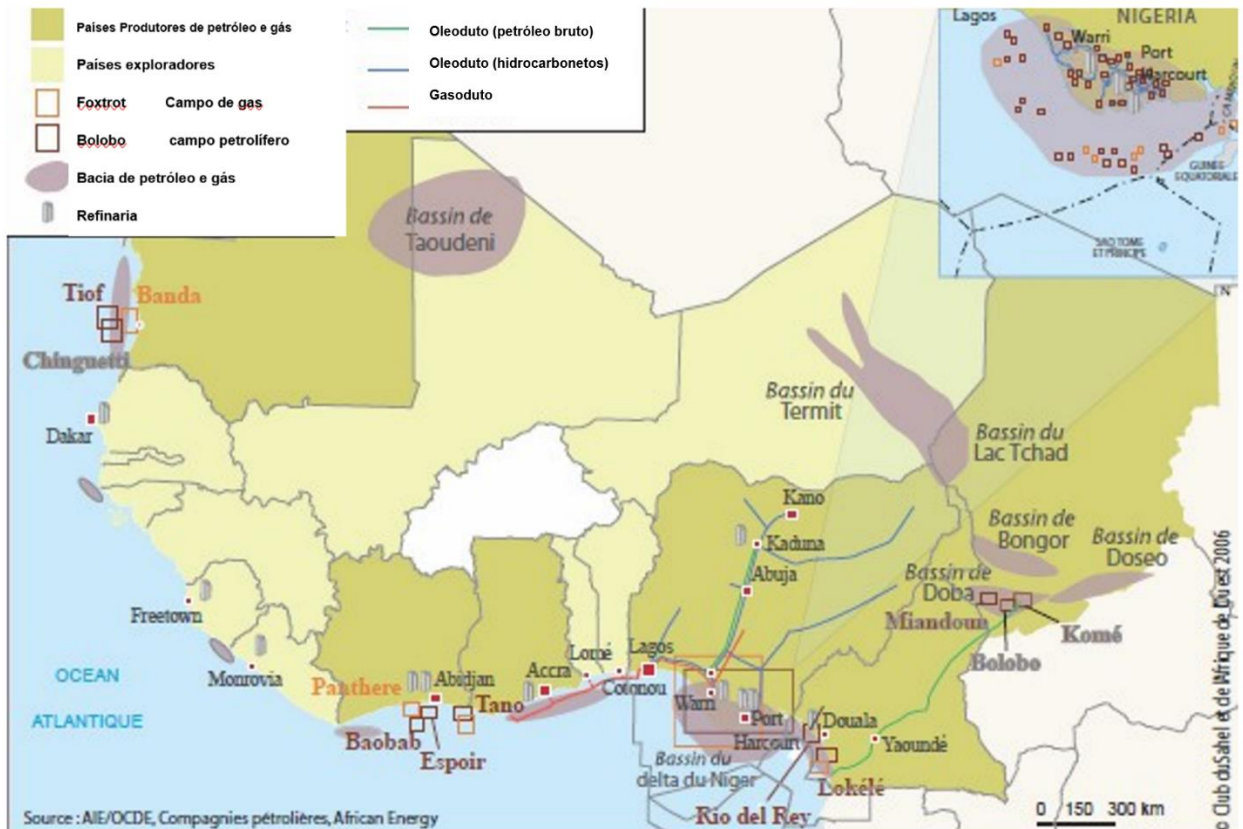 Países Produtores de petróleo e gás
Países exploradores
Foxtrot Campo de gas
Bolobo campo petrolífero
Bacia de petróleo e gás
Refinaria
Oleoduto (petróleo bruto)
Oleoduto (hidrocarbonetos)
Gasoduto
Lagos
NIGERIA
Warri
Port
Harcourt
GUINEE
EQUATORIALE
SAO TOME
ET PRINCIPE
N
Bassin de
Taoudeni
Tiof
Banda
Chinguetti
Dakar
Bassin du
Termit
Bassin du
Lac Tchad
Kano
Kaduna
Abuja
Bassin de
Bongor
Bassin de
Doseo
Bassin de
Doba
Miandoum
Komé
Bolobo
Freetown
Monrovia
OCEAN
ATLANTIQUE
Panthere
Abidjan
Tano
Baobab
Espoir
Accra
Lomé
Cotonou
Lagos
Warri
Port
Harcourt
Bassin du
delta du Niger
Douala
Yaoundé
Lokélé
Rio del Rey
0 150 300 km
Source : AIE/OCDE, Compagnies pétrolières, African Energy
Club du Sahel et de l'Afrique de l'Ouest 2006